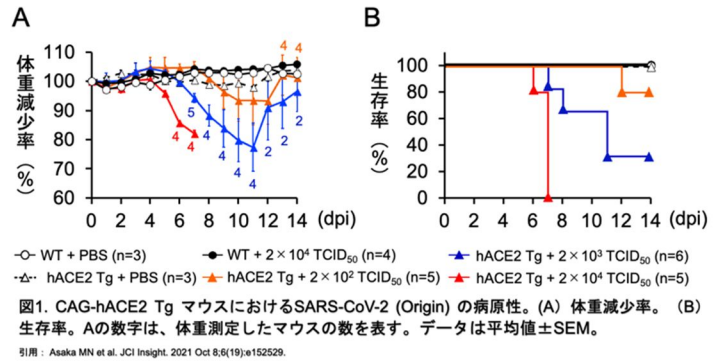 A
B
体重減少率（%）
110
100
90
80
70
60
0 2 4 6 8 10 12 14 (dpi)
4
4
5
4
4
4
4
2
2
2
4
4
生存率 %
100
80
60
40
20
0
0 2 4 6 8 10 12 14 (dpi)
WT + PBS (n=3)
WT + 2×10⁴ TCID₅₀ (n=4)
hACE2 Tg + 2×10³ TCID₅₀ (n=6)
hACE2 Tg + PBS (n=3)
hACE2 Tg + 2×10² TCID₅₀ (n=5)
hACE2 Tg + 2×10⁴ TCID₅₀ (n=5)
図1. CAG-hACE2 Tg マウスにおけるSARS-CoV-2 (Origin) の病原性。(A) 体重減少率。（B）
生存率。Aの数字は、体重測定したマウスの数を表す。データは平均値±SEM。
引用： Asaka MN et al. JCI Insight. 2021 Oct 8;6(19):e152529.